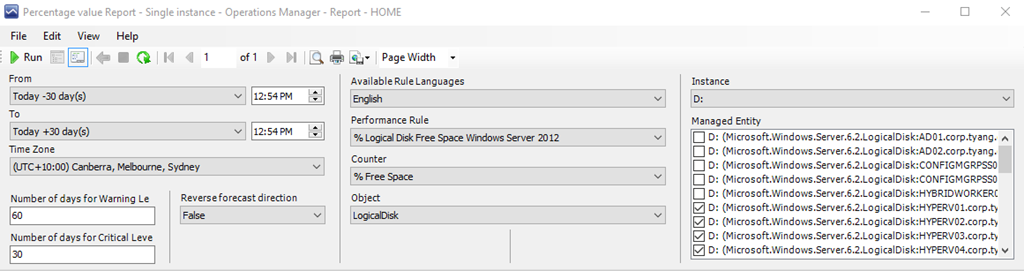 Percentage value Report - Single instance - Operations Manager - Report - HOME
File Edit View Help
Run 1 of 1 Page Width
From
Today -30 day(s) 12:54 PM
To
Today +30 day(s) 12:54 PM
Time Zone
(UTC+10:00) Canberra, Melbourne, Sydney
Number of days for Warning Le
60
Number of days for Critical Leve
30
Reverse forecast direction
False
Available Rule Languages
English
Performance Rule
% Logical Disk Free Space Windows Server 2012
Counter
% Free Space
Object
LogicalDisk
Instance
D:
Managed Entity
D: (Microsoft.Windows.Server.6.2.LogicalDisk:AD01.corp.tyang.
D: (Microsoft.Windows.Server.6.2.LogicalDisk:AD02.corp.tyang.
D: (Microsoft.Windows.Server.6.2.LogicalDisk:CONFIGMGRPSS0
D: (Microsoft.Windows.Server.6.2.LogicalDisk:CONFIGMGRPSS0
D: (Microsoft.Windows.Server.6.2.LogicalDisk:HYBRIDWORKER0
D: (Microsoft.Windows.Server.6.2.LogicalDisk:HYPERV01.corp.ty
D: (Microsoft.Windows.Server.6.2.LogicalDisk:HYPERV02.corp.ty
D: (Microsoft.Windows.Server.6.2.LogicalDisk:HYPERV03.corp.ty
D: (Microsoft.Windows.Server.6.2.LogicalDisk:HYPERV04.corp.ty